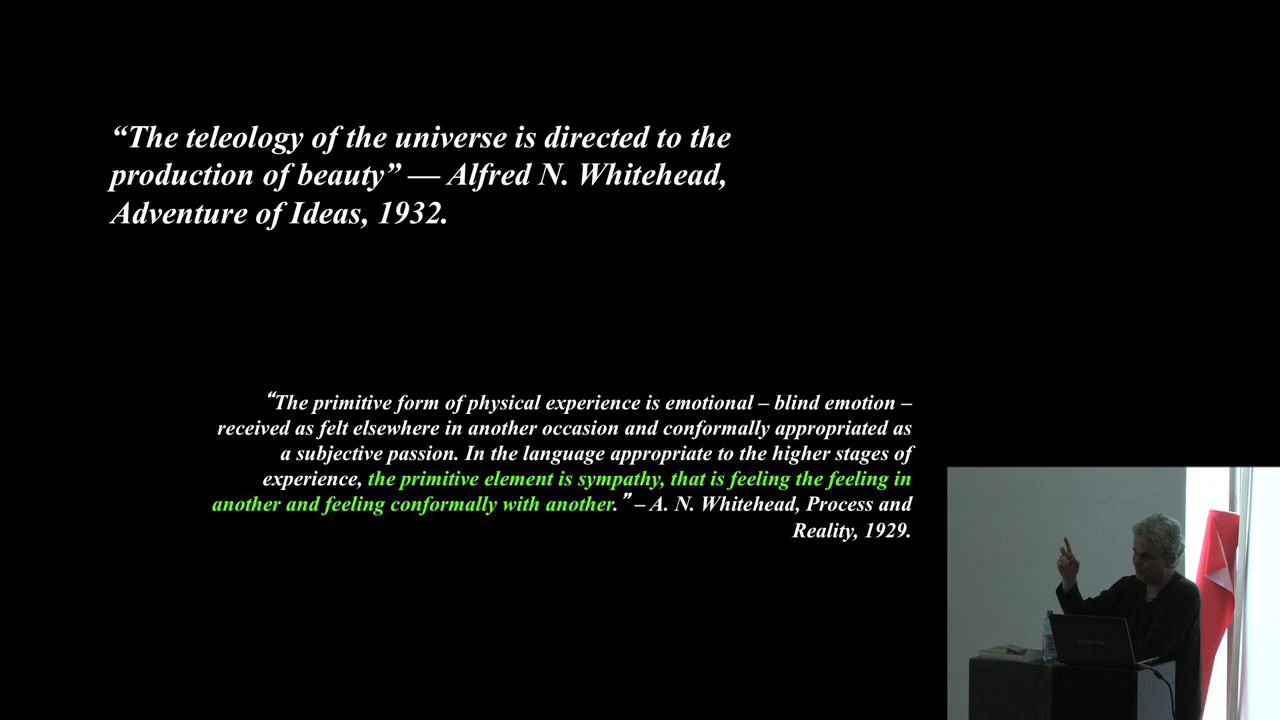 “The teleology of the universe is directed to the
production of beauty” — Alfred N. Whitehead,
Adventure of Ideas, 1932.
“The primitive form of physical experience is emotional – blind emotion –
received as felt elsewhere in another occasion and conformally appropriated as
a subjective passion. In the language appropriate to the higher stages of
experience, the primitive element is sympathy, that is feeling the feeling in
another and feeling conformally with another.” – A. N. Whitehead, Process and
Reality, 1929.